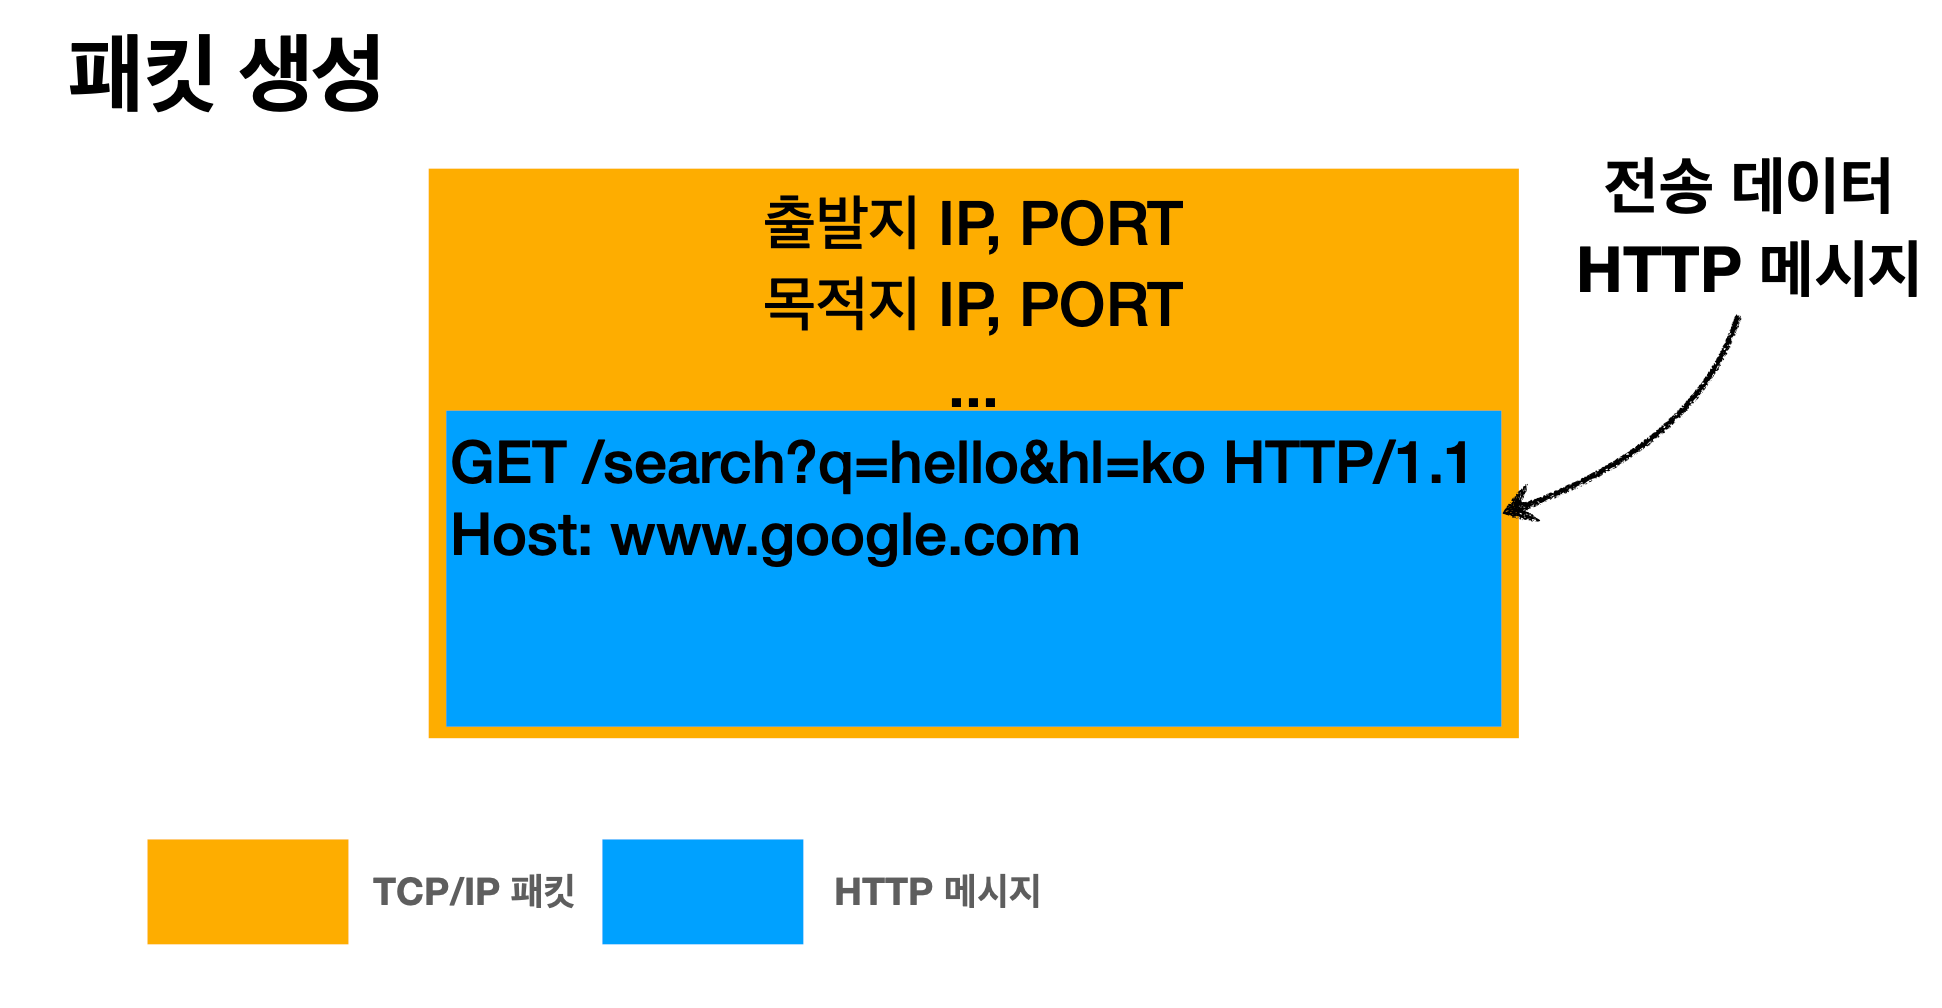 패킷 생성
전송 데이터
HTTP 메시지
출발지 IP, PORT
목적지 IP, PORT
...
GET /search?q=hello&hl=ko HTTP/1.1
Host: www.google.com
TCP/IP 패킷
HTTP 메시지